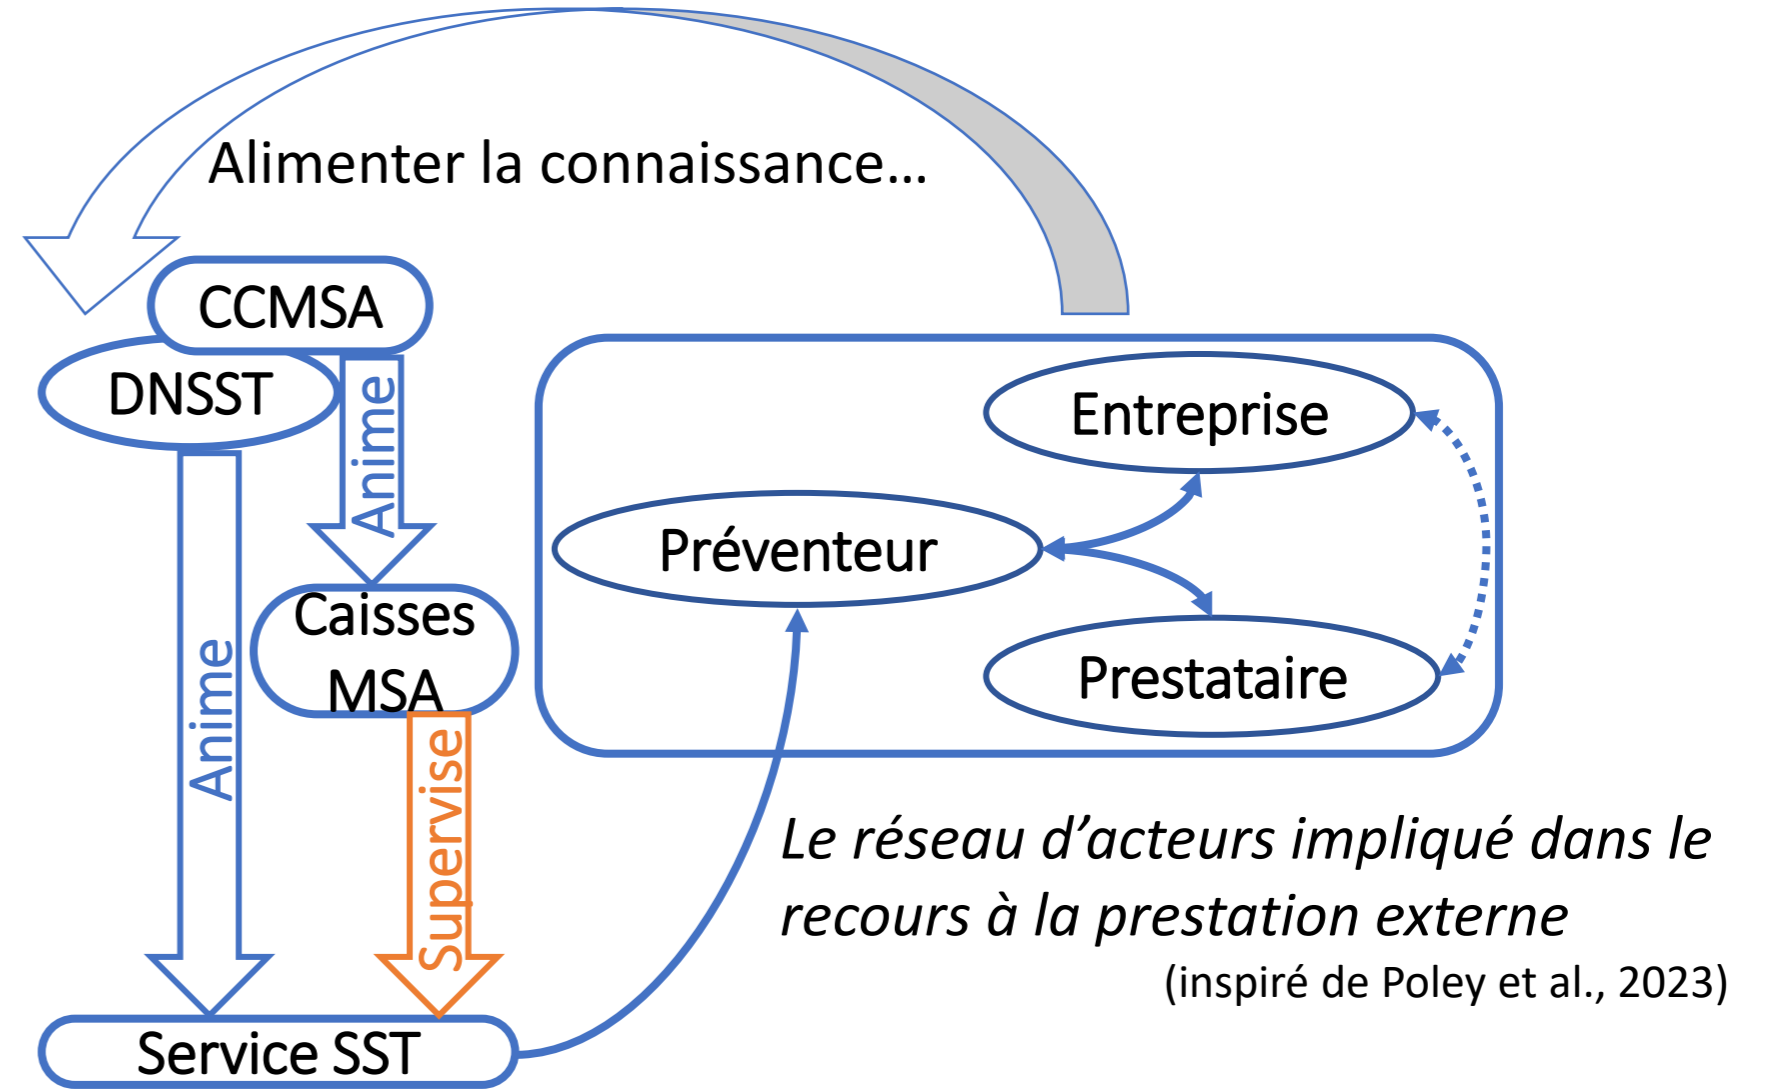 Alimenter la connaissance...
CCMSA
DNSST
Anime
Entreprise
Préventeur
Caisses
MSA
Prestataire
Anime
Supervise
Le réseau d’acteurs impliqué dans le
recours à la prestation externe
(inspiré de Poley et al., 2023)
Service SST